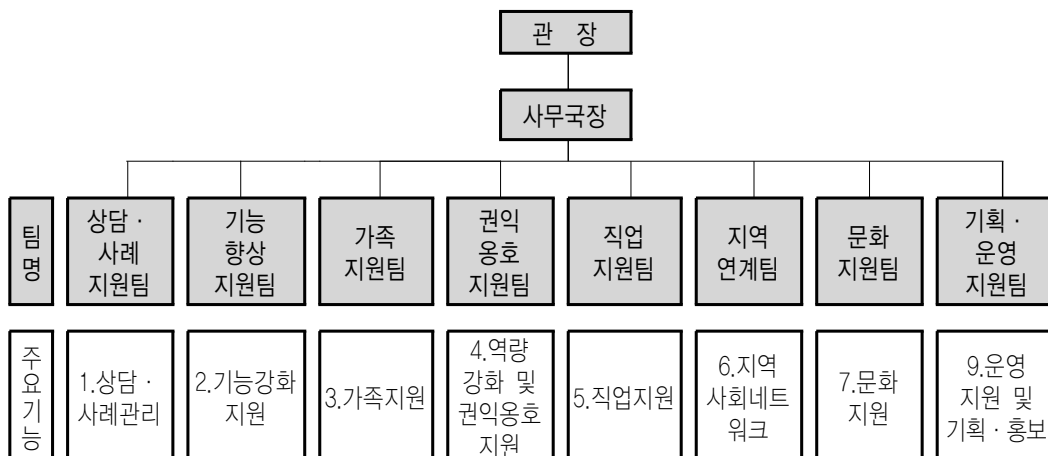 관 장
사무국장
팀
명
상담 ·
사례
지원팀
기능
향상
지원팀
가족
지원팀
권익
옹호
지원팀
직업
지원팀
지역
연계팀
문화
지원팀
기획 ·
운영
지원팀
주
요
기
능
1.상담 ·
사례관리
2.기능강화
지원
3.가족지원
4.역량
강화 및
권익옹호
지원
5.직업지원
6.지역
사회네트
워크
7.문화
지원
9.운영
지원 및
기획 · 홍보